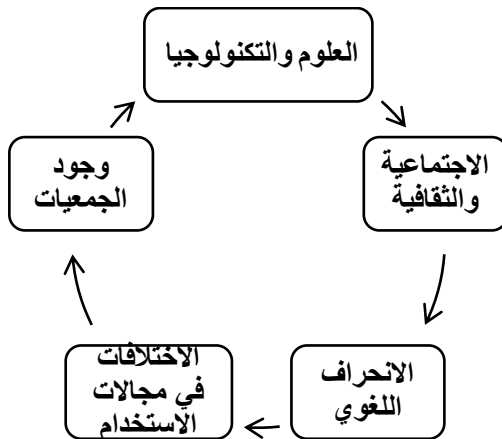 العلوم والتكنولوجيا
الاجتماعية
والثقافية
الانحراف
اللغوي
الاختلافات
في مجالات
الاستخدام
وجود
الجمعيات